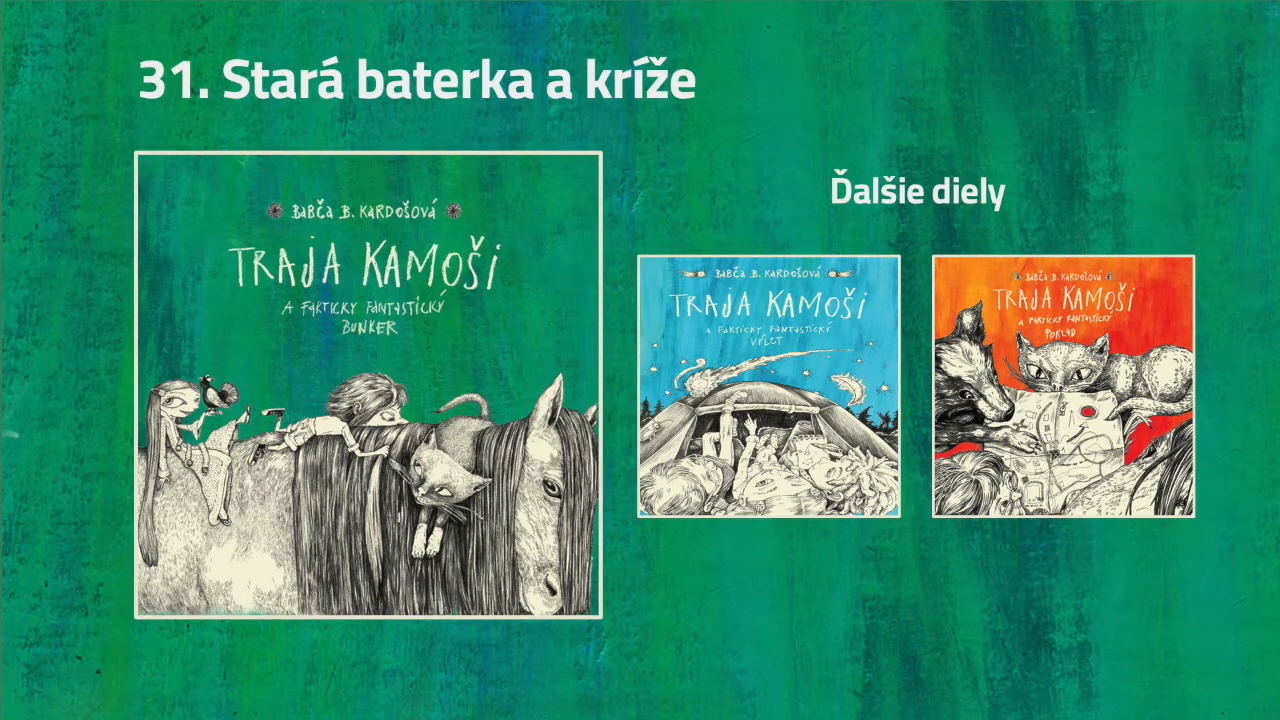 31. Stará baterka a kríže
BABČA B. KARDOŠOVÁ
TRAJA KAMOŠI
A FAKTICKY FANTASTICKÝ
BUNKER
Ďalšie diely
BABČA B. KARDOŠOVÁ
TRAJA KAMOŠI
A FAKTICKY FANTASTICKÝ
VÝLET
BABČA B. KARDOŠOVÁ
TRAJA KAMOŠI
A FAKTICKY FANTASTICKÝ
POKLAD